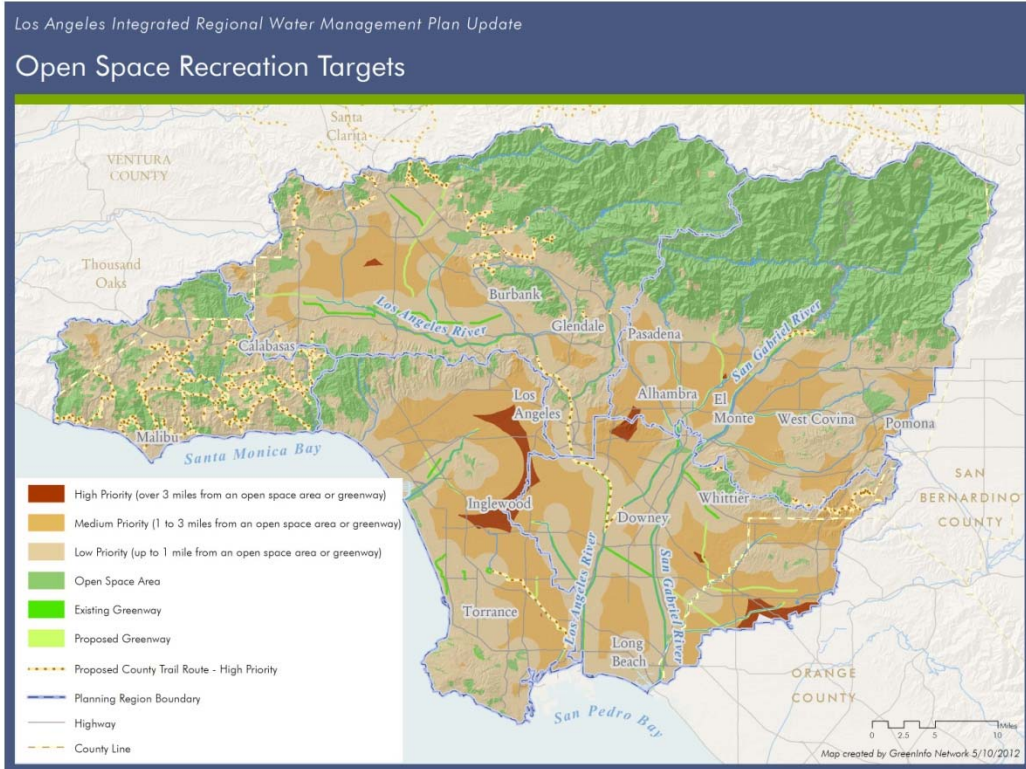 Los Angeles Integrated Regional Water Management Plan Update
Open Space Recreation Targets
Santa
Clarita
VENTURA
COUNTY
Thousand
Oaks
Burbank
Los Angeles River
Glendale
Pasadena
San Gabriel River
Calabasas
Los
Angeles
Alhambra
El
Monte
West Covina
Pomona
Malibu
Santa Monica Bay
SAN
BERNARDINO
COUNTY
Whittier
Inglewood
Downey
Los Angeles River
San Gabriel River
Torrance
Long
Beach
ORANGE
COUNTY
San Pedro Bay
High Priority (over 3 miles from an open space area or greenway)
Medium Priority (1 to 3 miles from an open space area or greenway)
Low Priority (up to 1 mile from an open space area or greenway)
Open Space Area
Existing Greenway
Proposed Greenway
Proposed County Trail Route - High Priority
Planning Region Boundary
Highway
County Line
Miles
0 2.5 5 10
Map created by GreenInfo Network 5/10/2012